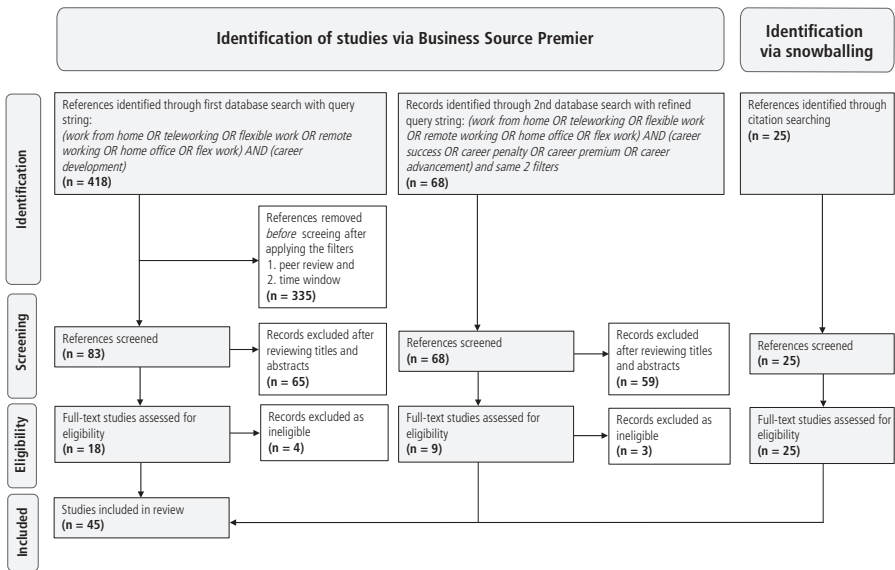 Identification of studies via Business Source Premier
Identification
via snowballing
Identification
References identified through first database search with query
string:
(work from home OR teleworking OR flexible work OR remote
working OR home office OR flex work) AND (career
development)
(n = 418)
Records identified through 2nd database search with refined
query string: (work from home OR teleworking OR flexible work
OR remote working OR home office OR flex work) AND (career
success OR career penalty OR career premium OR career
advancement) and same 2 filters
(n = 68)
References identified through
citation searching
(n = 25)
References removed
before screeing after
applying the filters
1. peer review and
2. time window
(n = 335)
Screening
References screened
(n = 83)
Records excluded after
reviewing titles and
abstracts
(n = 65)
References screened
(n = 68)
Records excluded
after reviewing titles
and abstracts
(n = 59)
References screened
(n = 25)
Eligibility
Full-text studies assessed for
eligibility
(n = 18)
Records excluded as
ineligible
(n = 4)
Full-text studies assessed for
eligibility
(n = 9)
Records excluded as
ineligible
(n = 3)
Full-text studies assessed for
eligibility
(n = 25)
Included
Studies included in review
(n = 45)